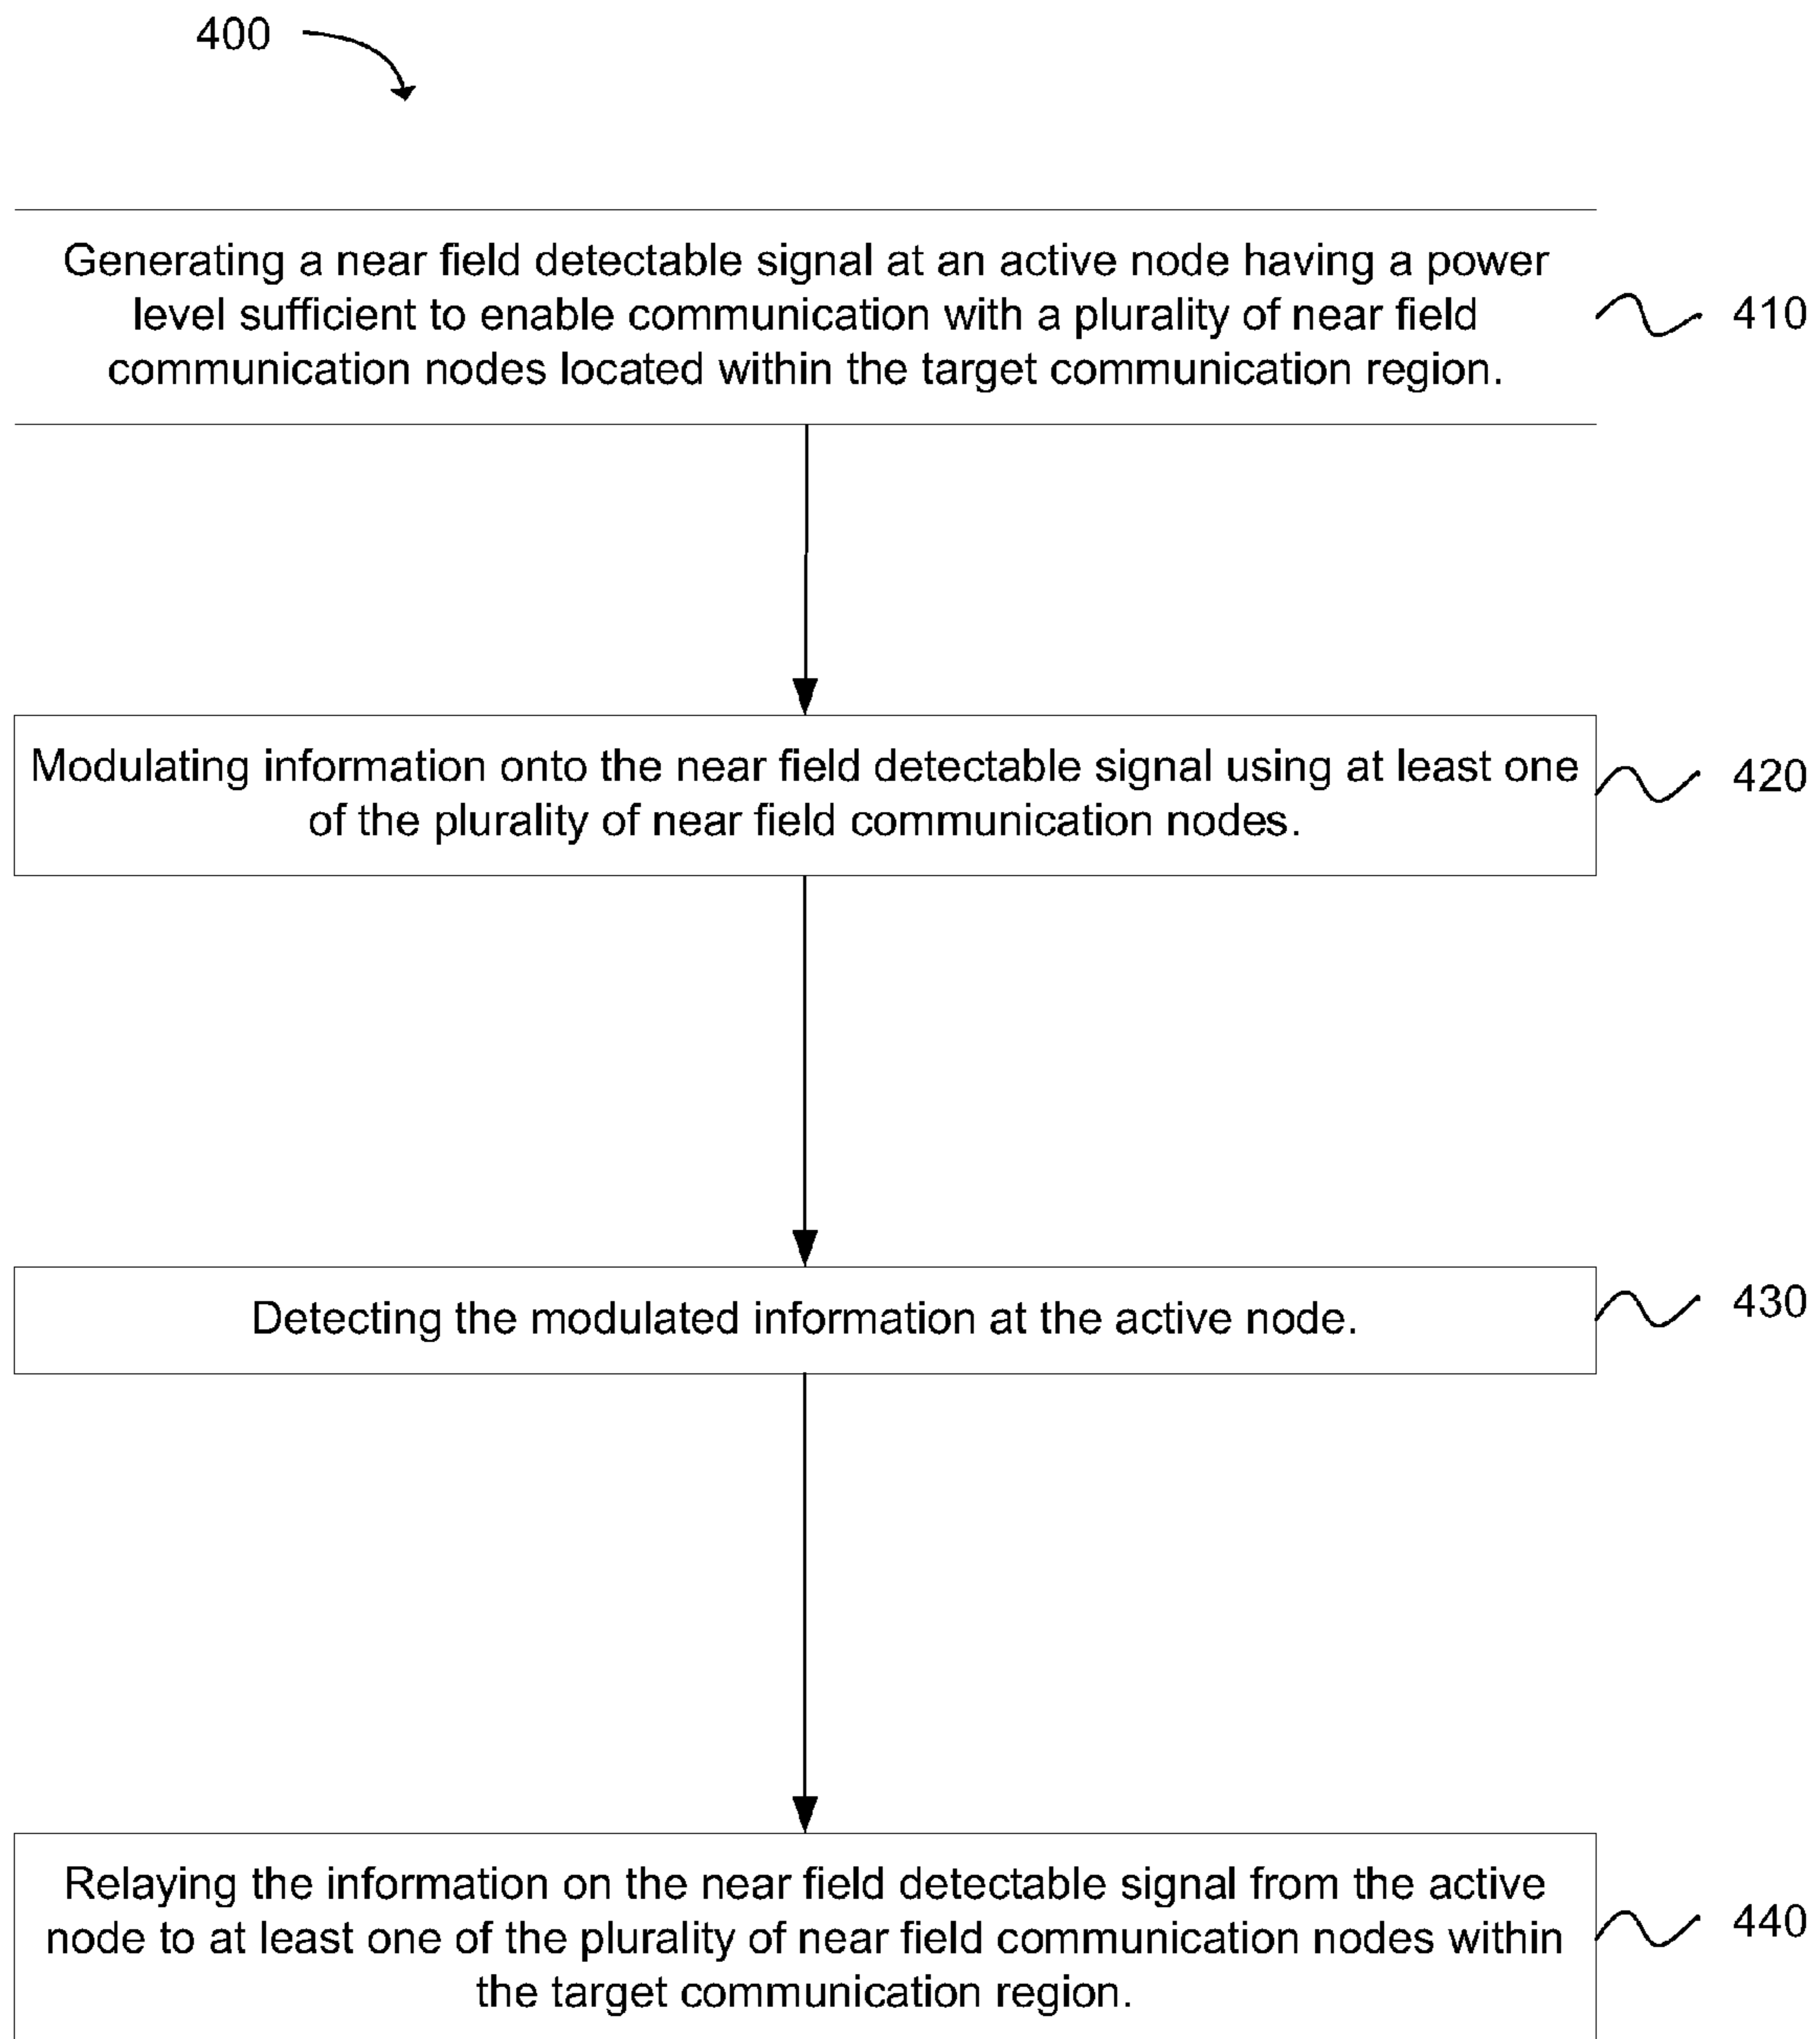 400
Generating a near field detectable signal at an active node having a power
level sufficient to enable communication with a plurality of near field
communication nodes located within the target communication region.
410
Modulating information onto the near field detectable signal using at least one
of the plurality of near field communication nodes.
420
Detecting the modulated information at the active node.
430
Relaying the information on the near field detectable signal from the active
node to at least one of the plurality of near field communication nodes within
the target communication region.
440